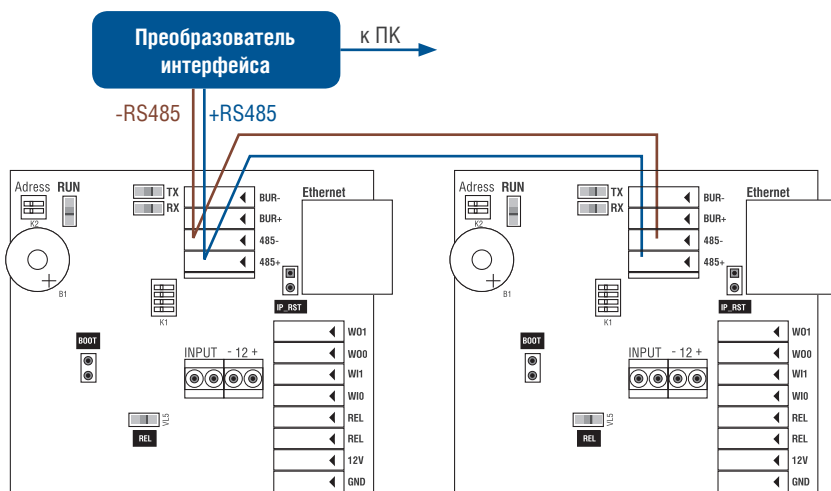 Преобразователь
интерфейса
к ПК
-RS485
+RS485
Adress RUN
K2
TX
RX
BUR-
BUR+
485-
485+
Ethernet
B1
K1
IP_RST
BOOT
INPUT - 12 +
VL5
REL
WO1
WO0
WI1
WI0
REL
REL
12V
GND
Adress RUN
K2
TX
RX
BUR-
BUR+
485-
485+
Ethernet
B1
K1
IP_RST
BOOT
INPUT - 12 +
VL5
REL
WO1
WO0
WI1
WI0
REL
REL
12V
GND